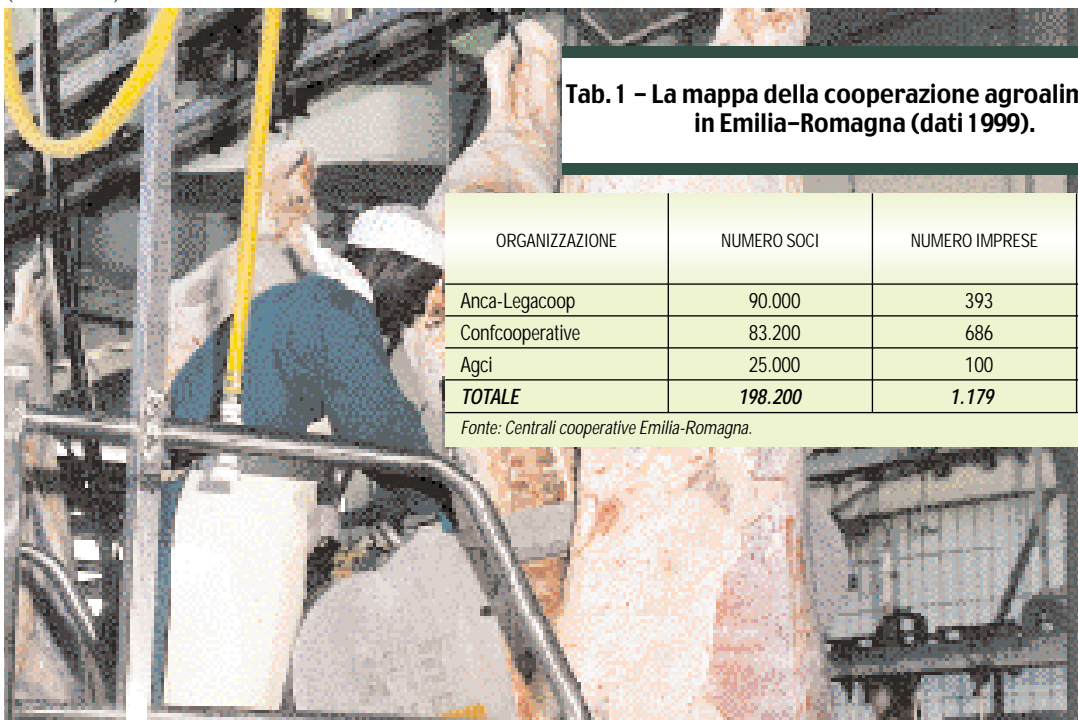 Tab. 1 – La mappa della cooperazione
in Emilia–Romagna (dati 1999).
ORGANIZZAZIONE NUMERO SOCI NUMERO IMPRESE
Anca-Legacoop 90.000 393
Confcooperative 83.200 686
Agci 25.000 100
TOTALE 198.200 1.179
Fonte: Centrali cooperative Emilia-Romagna.